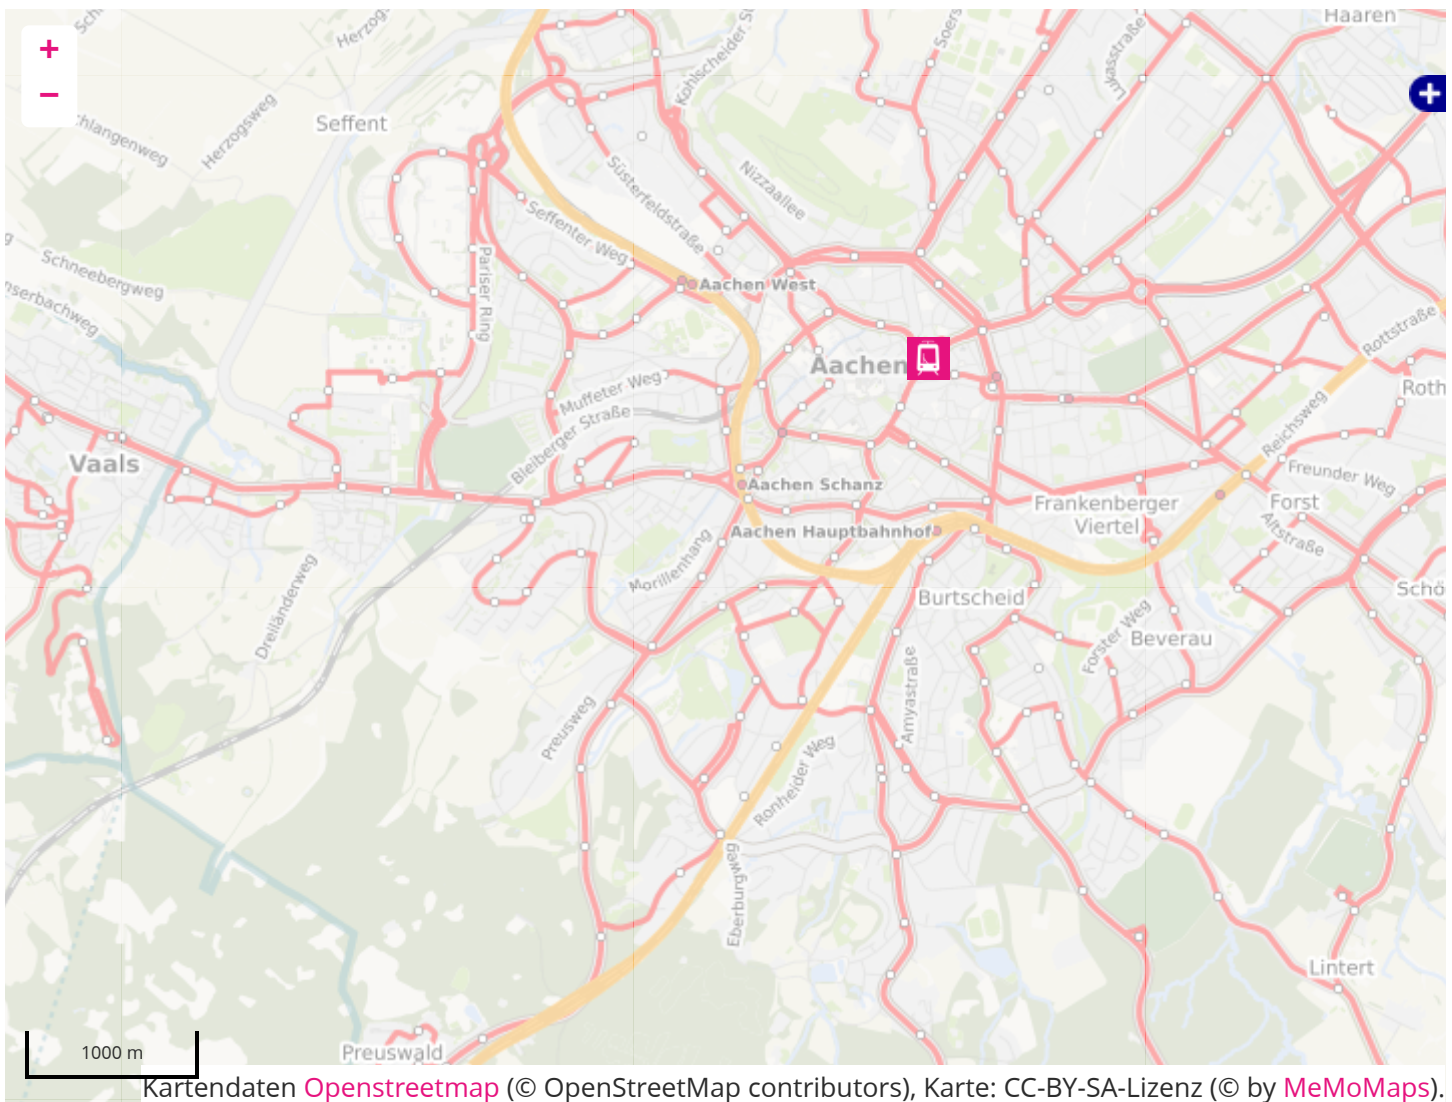 Haaren
+
−
+
Seffent
Herzogsweg
Kohlscheider
Nizzaallee
Süsterfeldstraße
Seffenter Weg
Schneebergweg
Pariser Ring
Aachen West
Rottstraße
Aachen
Muffeter Weg
Bleiberger Straße
Roth
Reichsweg
Vaals
Freunder Weg
Aachen Schanz
Frankenberger
Viertel
Forst
Altstraße
Aachen Hauptbahnhof
Morillenhang
Dreiländerweg
Burtscheid
Schö
Forster Weg
Beverau
Amyastraße
Preusweg
Ronheider Weg
Eberburgweg
Lintert
Preuswald
1000 m
Kartendaten Openstreetmap (© OpenStreetMap contributors), Karte: CC-BY-SA-Lizenz (© by MeMoMaps).